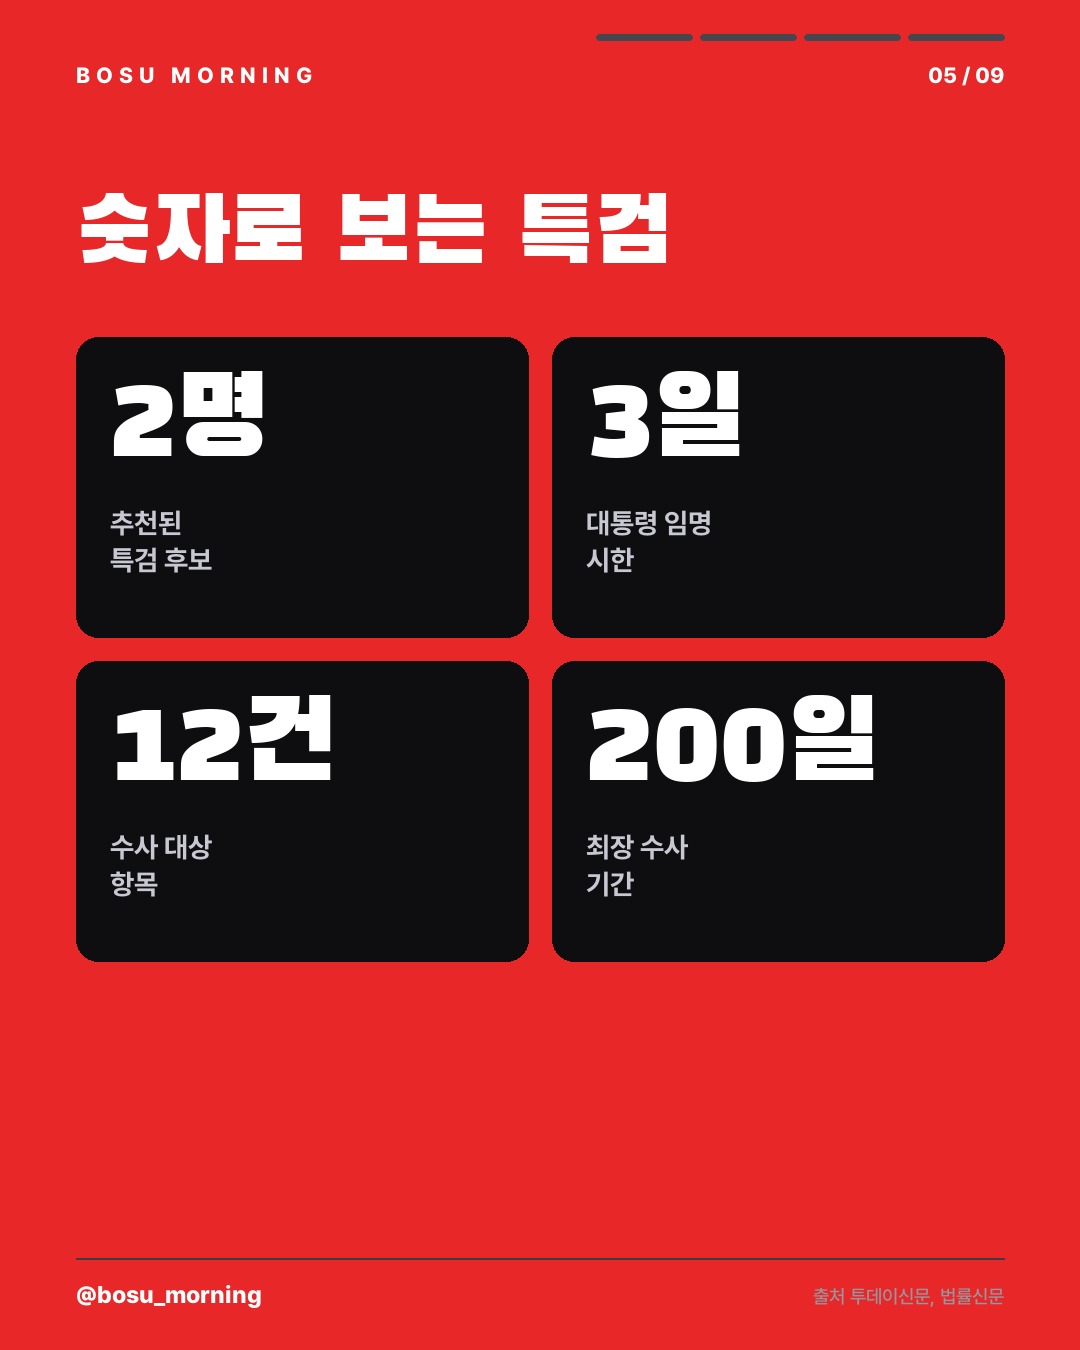 BOSU MORNING
05 / 09
숫자로 보는 특검
2명
추천된
특검 후보
3일
대통령 임명
시한
12건
수사 대상
항목
200일
최장 수사
기간
@bosu_morning
출처 투데이신문, 법률신문